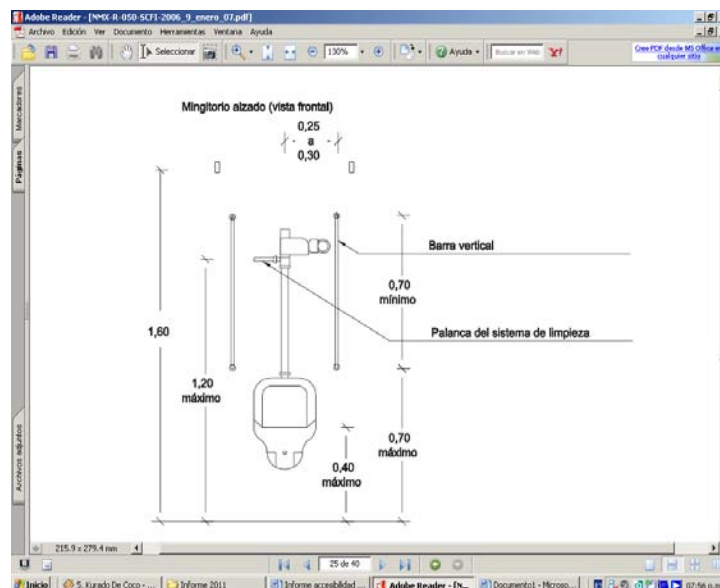 Adobe Reader - [NMX-R-050-SCFI-2006_9_enero_07.pdf]
Archivo Edición Ver Documento Herramientas Ventana Ayuda
Seleccionar
130%
Ayuda
Buscar en Web
Cree PDF desde MS Office en cualquier sitio
Marcadores
Páginas
Archivos adjuntos
Mingitorio alzado (vista frontal)
0,25
a
0,30
Barra vertical
0,70
mínimo
Palanca del sistema de limpieza
1,60
1,20
máximo
0,70
máximo
0,40
máximo
215.9 x 279.4 mm
25 de 40
Inicio
S. Kurado De Coco - ...
Informe 2011
Informe accesbilidad ...
Adobe Reader - [N...
Documento1 - Microso...
07:56 p.m.